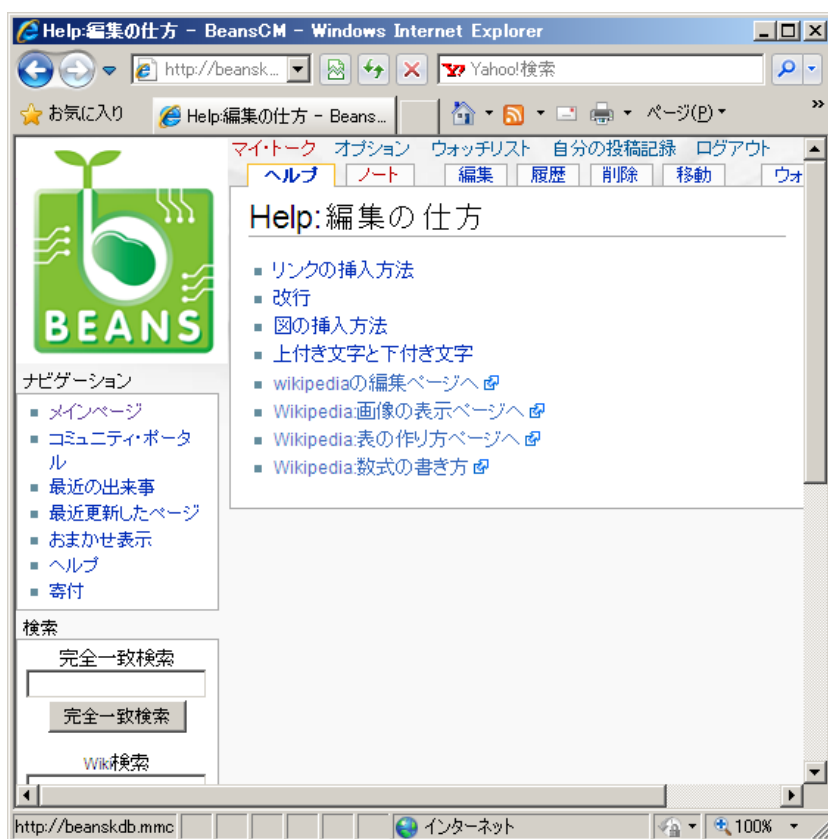 Help:編集の仕方 - BeansCM - Windows Internet Explorer
http://beansk...
Yahoo!検索
お気に入り
Help:編集の仕方 - Beans...
ページ(P)
»
マイ・トーク オプション ウォッチリスト 自分の投稿記録 ログアウト
ヘルプ ノート 編集 履歴 削除 移動 ウォ
Help:編集の仕方
リンクの挿入方法
改行
図の挿入方法
上付き文字と下付き文字
wikipediaの編集ページへ
Wikipedia:画像の表示ページへ
Wikipedia:表の作り方ページへ
Wikipedia:数式の書き方
BEANS
ナビゲーション
メインページ
コミュニティ・ポータ
ル
最近の出来事
最近更新したページ
おまかせ表示
ヘルプ
寄付
検索
完全一致検索
完全一致検索
Wiki検索
http://beanskdb.mmc
インターネット
100%